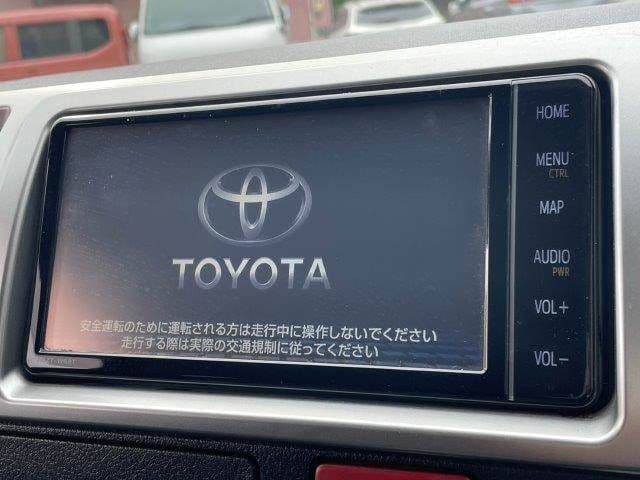 TOYOTA
安全運転のために運転される方は走行中に操作しないでください
走行する際は実際の交通規制に従ってください
HOME
MENU
CTRL
MAP
AUDIO
PWR
VOL+
VOL−